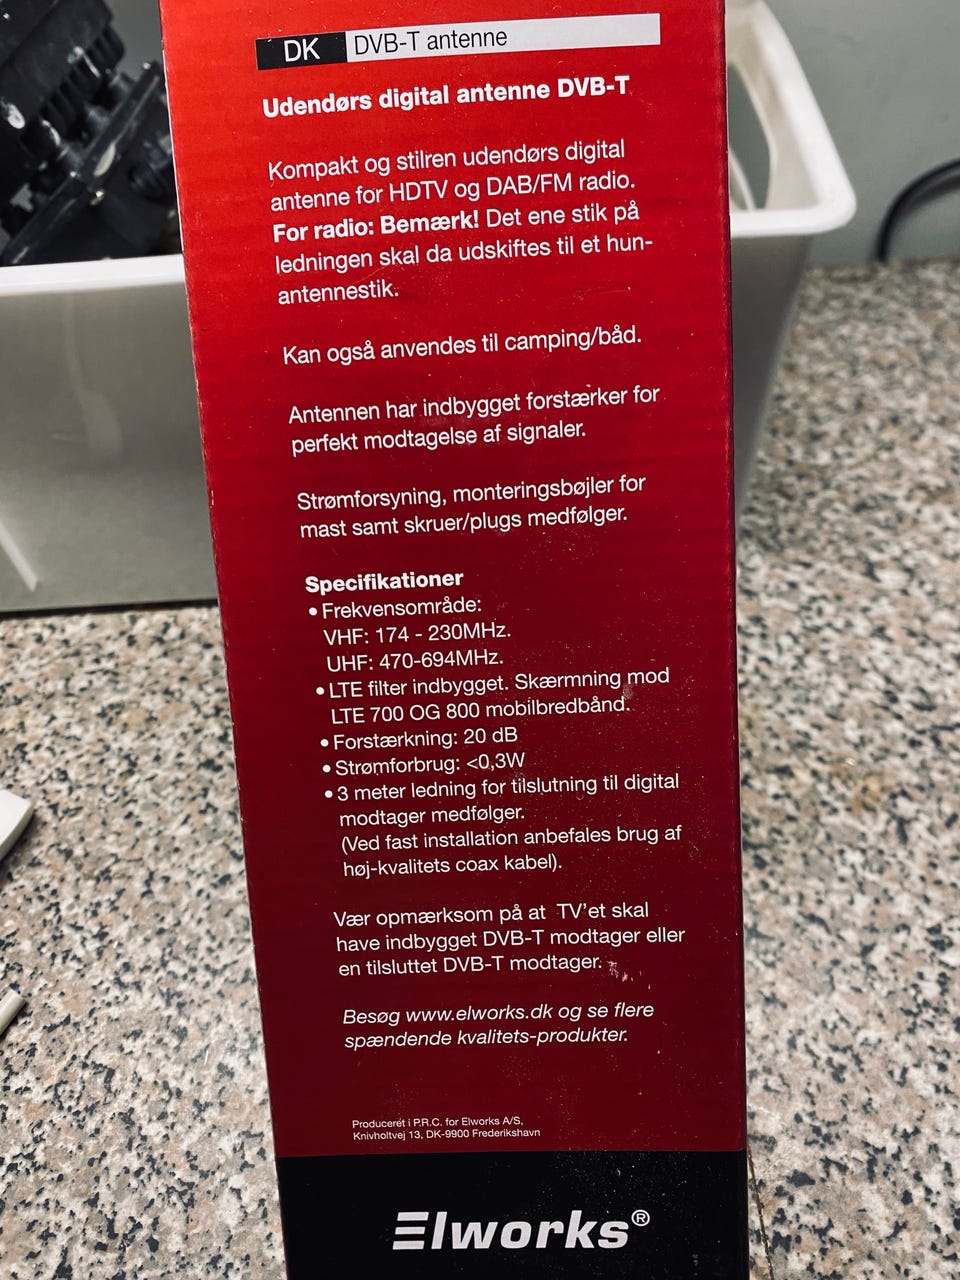 DK DVB-T antenne
Udendørs digital antenne DVB-T
Kompakt og stilren udendørs digital
antenne for HDTV og DAB/FM radio.
For radio: Bemærk! Det ene stik på
ledningen skal da udskiftes til et hun-
antennestik.
Kan også anvendes til camping/båd.
Antennen har indbygget forstærker for
perfekt modtagelse af signaler.
Strømforsyning, monteringsbøjler for
mast samt skruer/plugs medfølger.
Specifikationer
• Frekvensområde:
VHF: 174 - 230MHz.
UHF: 470-694MHz.
• LTE filter indbygget. Skærmning mod
LTE 700 OG 800 mobilbredbånd.
• Forstærkning: 20 dB
• Strømforbrug: <0,3W
• 3 meter ledning for tilslutning til digital
modtager medfølger.
(Ved fast installation anbefales brug af
høj-kvalitets coax kabel).
Vær opmærksom på at TV'et skal
have indbygget DVB-T modtager eller
en tilsluttet DVB-T modtager.
Besøg www.elworks.dk og se flere
spændende kvalitets-produkter.
Produceret i P.R.C. for Elworks A/S,
Knivholtvej 13, DK-9900 Frederikshavn
Elworks®